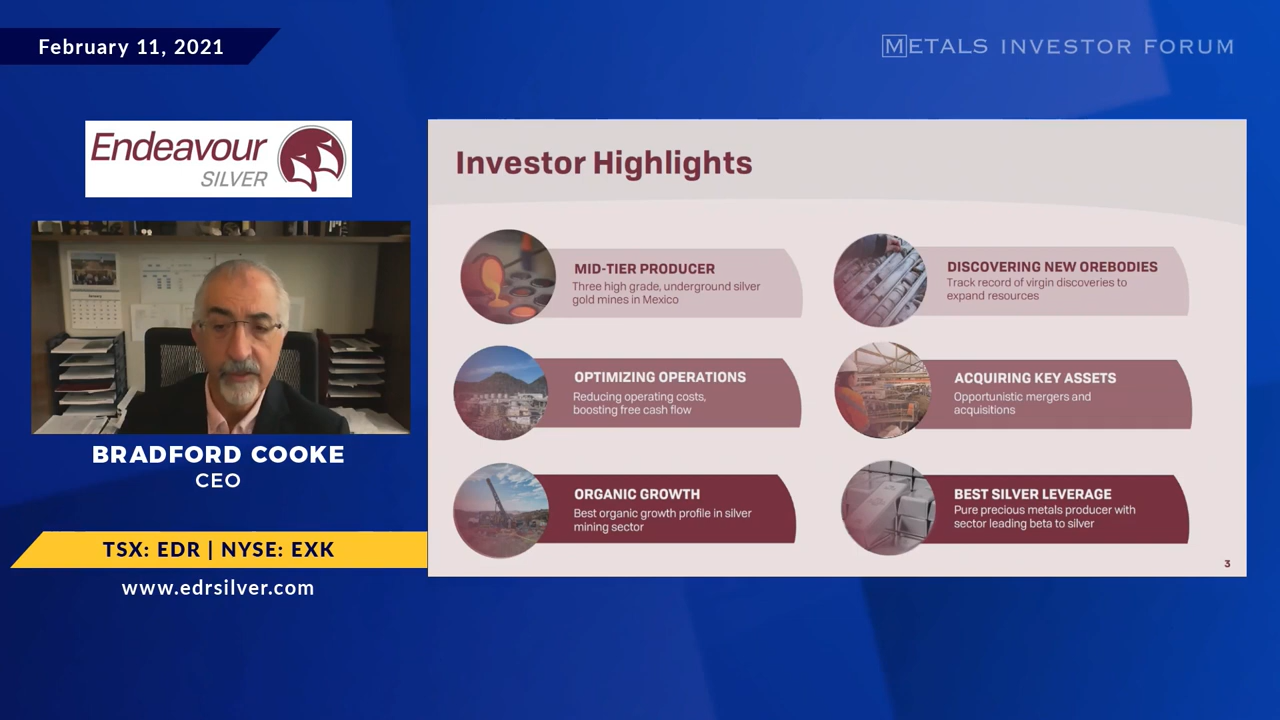 February 11, 2021
METALS INVESTOR FORUM
Endeavour
SILVER
January
BRADFORD COOKE
CEO
TSX: EDR | NYSE: EXK
www.edrsilver.com
Investor Highlights
MID-TIER PRODUCER
Three high grade, underground silver
gold mines in Mexico
OPTIMIZING OPERATIONS
Reducing operating costs,
boosting free cash flow
ORGANIC GROWTH
Best organic growth profile in silver
mining sector
DISCOVERING NEW OREBODIES
Track record of virgin discoveries to
expand resources
ACQUIRING KEY ASSETS
Opportunistic mergers and
acquisitions
BEST SILVER LEVERAGE
Pure precious metals producer with
sector leading beta to silver
3